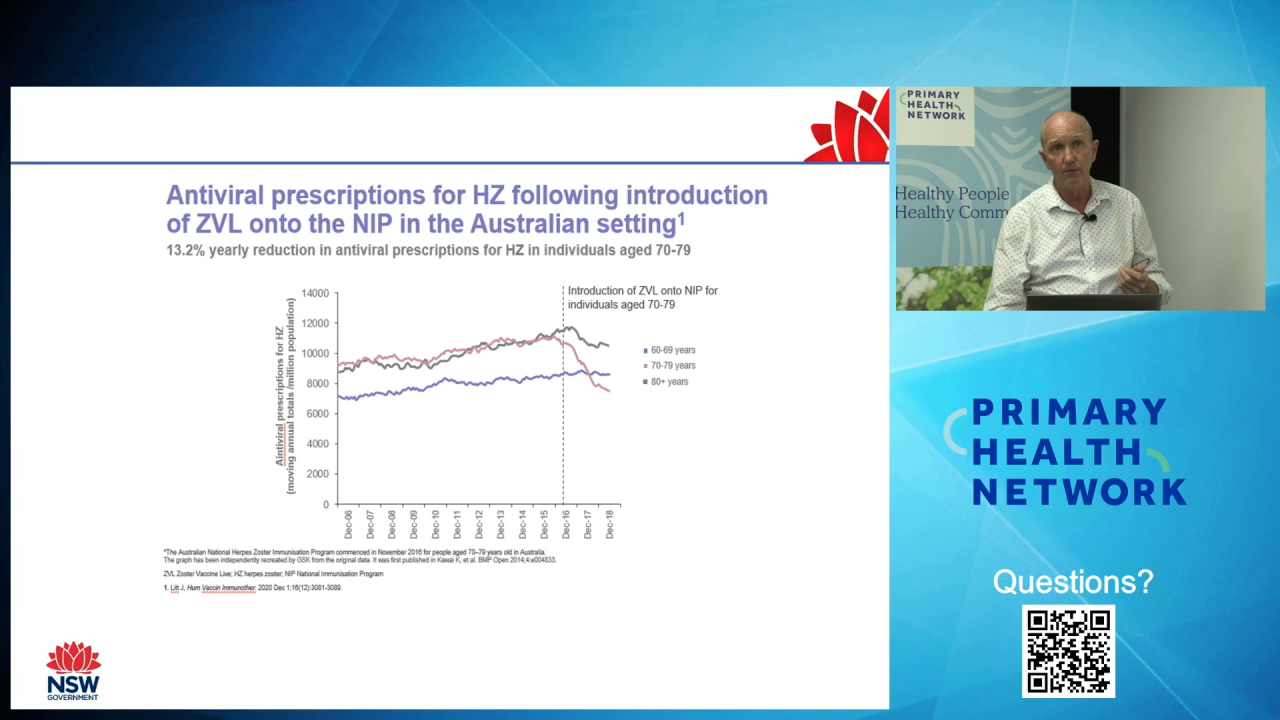 Antiviral prescriptions for HZ following introduction
of ZVL onto the NIP in the Australian setting1
13.2% yearly reduction in antiviral prescriptions for HZ in individuals aged 70-79
Aintiviral prescriptions for HZ
(moving annual totals /million population)
14000
12000
10000
8000
6000
4000
2000
0
Dec-06
Dec-07
Dec-08
Dec-09
Dec-10
Dec-11
Dec-12
Dec-13
Dec-14
Dec-15
Dec-16
Dec-17
Dec-18
Introduction of ZVL onto NIP for
individuals aged 70-79
60-69 years
70-79 years
80+ years
*The Australian National Herpes Zoster Immunisation Program commenced in November 2016 for people aged 70–79 years old in Australia.
The graph has been independently recreated by GSK from the original data. It was first published in Kawai K, et al. BMP Open 2014;4:e004833.
ZVL Zoster Vaccine Live; HZ herpes zoster; NIP National Immunisation Program
1. Litt J, Hum Vaccin Immunother. 2020 Dec 1;16(12):3081-3089.
NSW
GOVERNMENT
PRIMARY
HEALTH
NETWORK
Healthy People
Healthy Comm
PRIMARY
HEALTH
NETWORK
Questions?